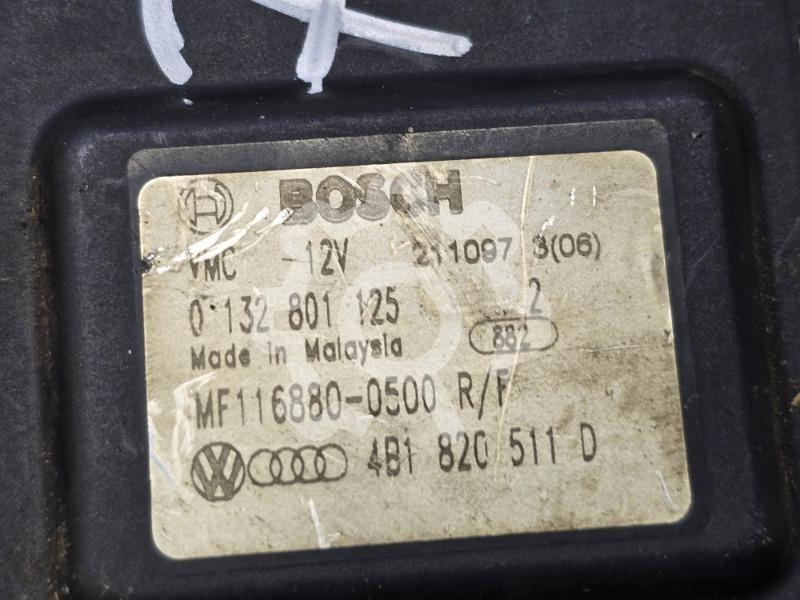 BOSCH
VMC -12V 211097 3(06)
0 132 801 125 2
Made in Malaysia 882
MF116880-0500 R/F
4B1 820 511 D